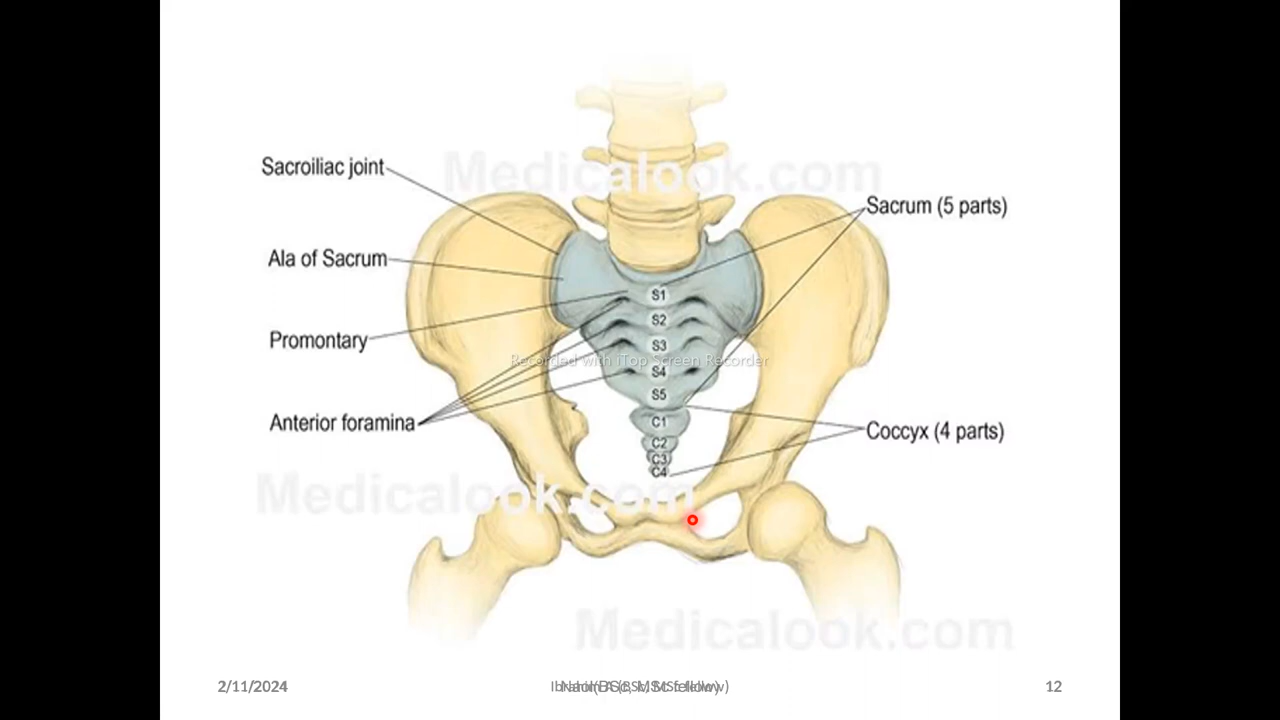 Medicalook.com
Sacroiliac joint
Sacrum (5 parts)
Ala of Sacrum
S1
S2
Promontary
S3
Recorded with iTop Screen Recorder
S4
S5
Anterior foramina
C1
Coccyx (4 parts)
C2
C3
C4
Medicalook.com
Medicalook.com
2/11/2024
12